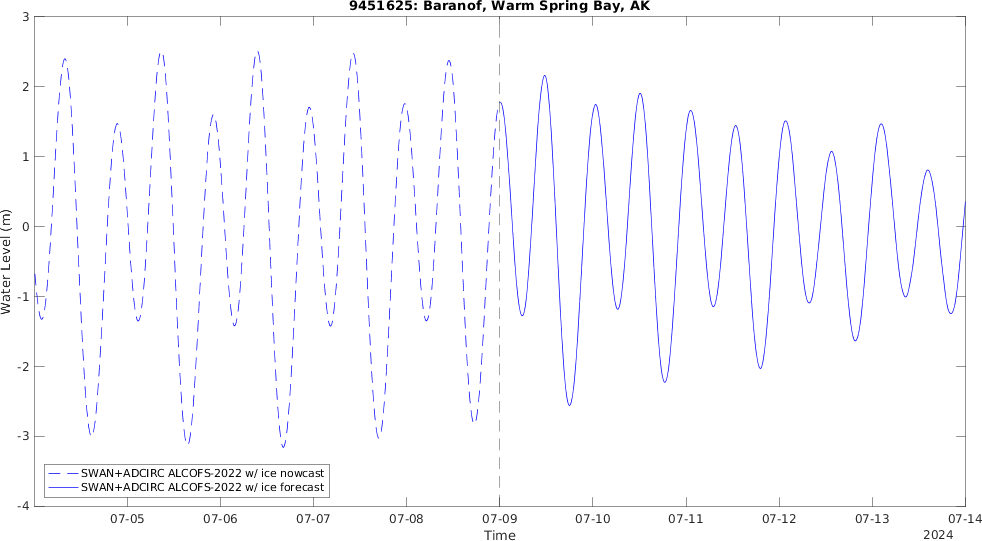 9451625: Baranof, Warm Spring Bay, AK
3
2
1
0
-1
-2
-3
-4
Water Level (m)
SWAN+ADCIRC ALCOFS-2022 w/ ice nowcast
SWAN+ADCIRC ALCOFS-2022 w/ ice forecast
07-05 07-06 07-07 07-08 07-09 07-10 07-11 07-12 07-13 07-14
Time
2024